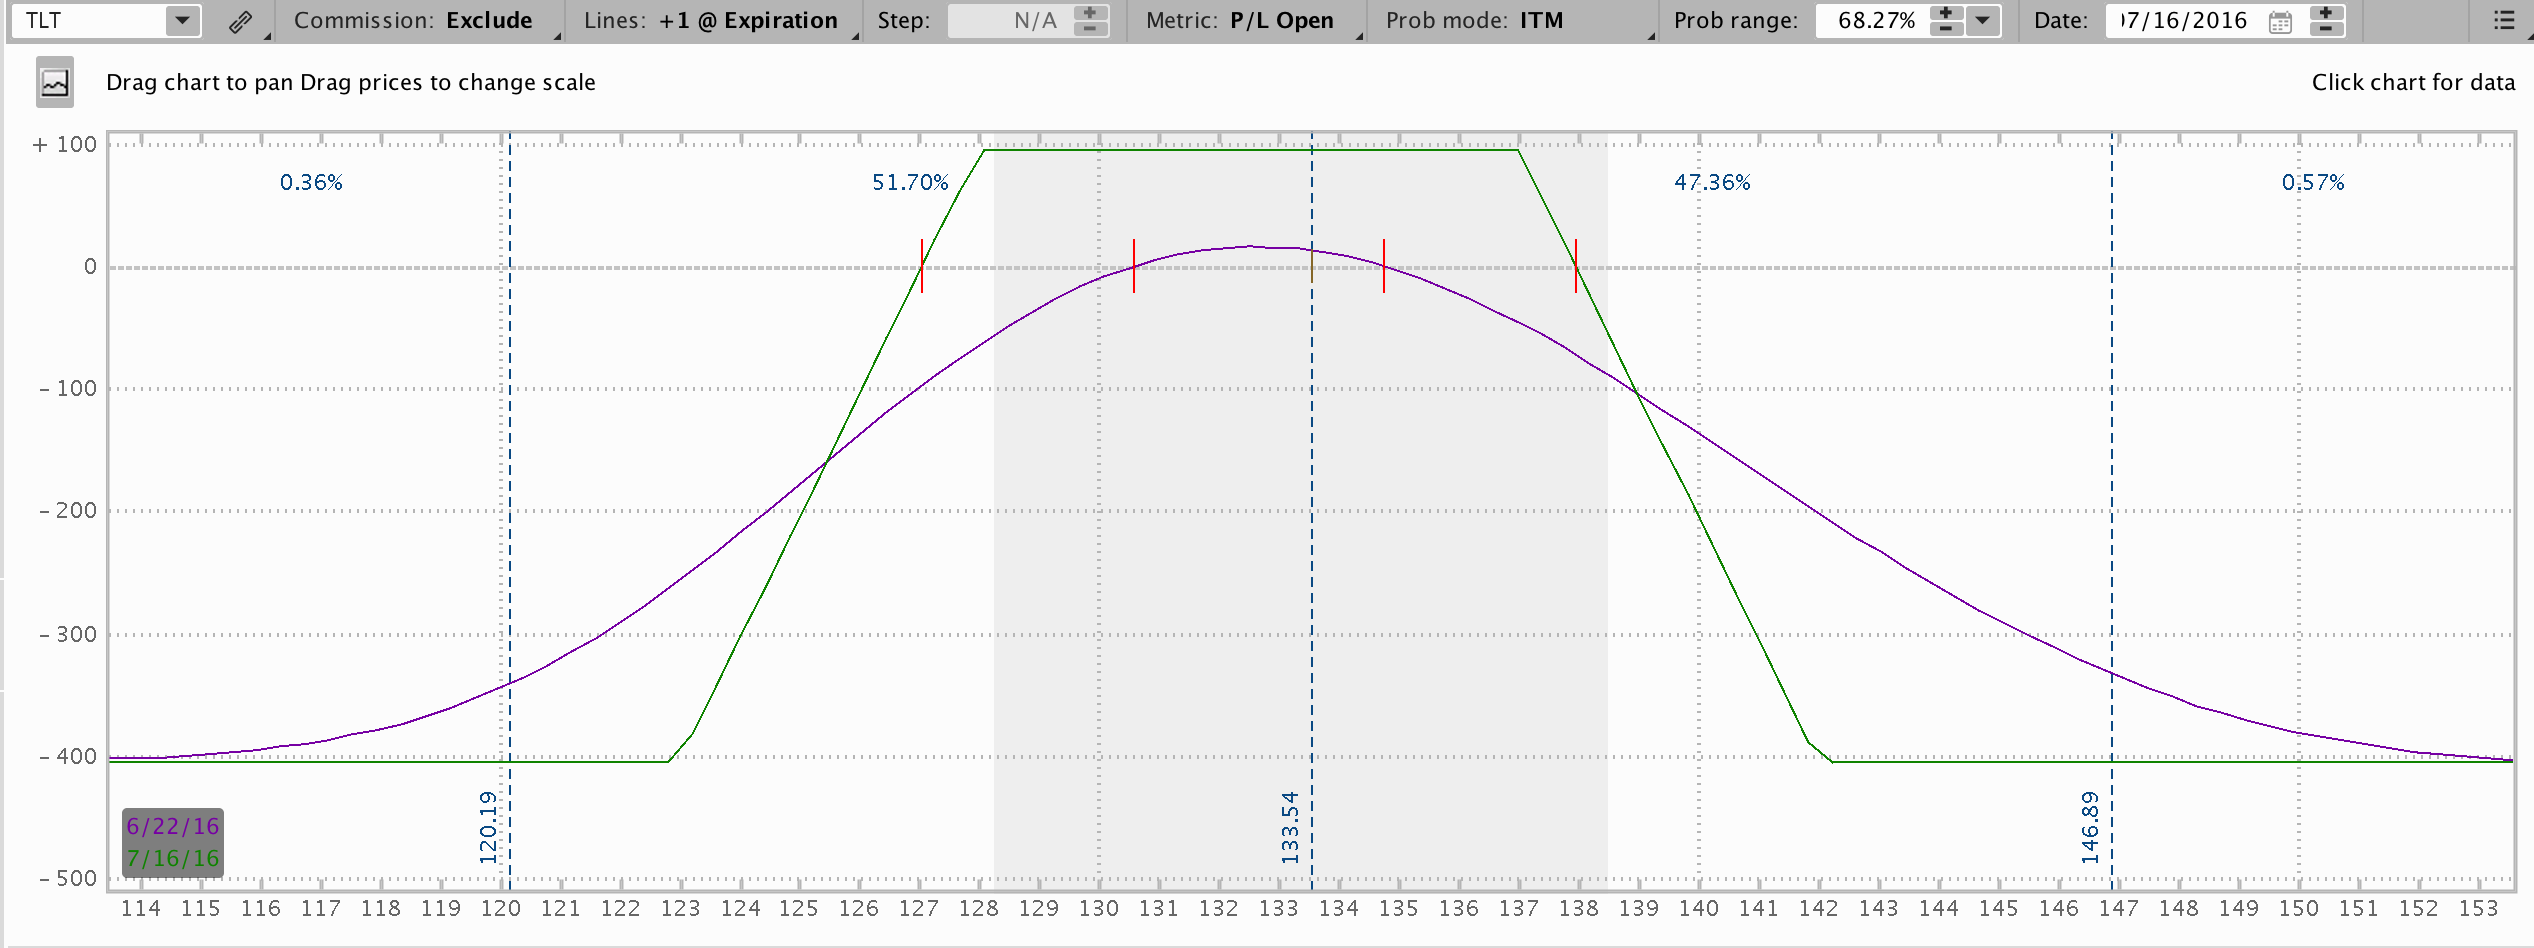 TLT Commission: Exclude Lines: +1 @ Expiration Step: N/A Metric: P/L Open Prob mode: ITM Prob range: 68.27% Date: 07/16/2016
Drag chart to pan Drag prices to change scale Click chart for data
+ 100
0.36% 51.70% 47.36% 0.57%
0
- 100
- 200
- 300
- 400
120.19 133.54 146.89
6/22/16
7/16/16
- 500
114 115 116 117 118 119 120 121 122 123 124 125 126 127 128 129 130 131 132 133 134 135 136 137 138 139 140 141 142 143 144 145 146 147 148 149 150 151 152 153